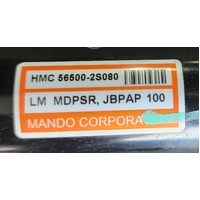 HMC 56500-2S080
LM MDPSR, JBPAP 100
MANDO CORPORA